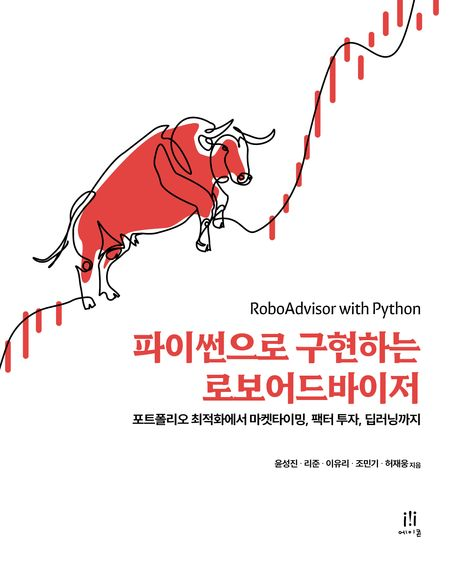 RoboAdvisor with Python
파이썬으로 구현하는
로보어드바이저
포트폴리오 최적화에서 마켓타이밍, 팩터 투자, 딥러닝까지
윤성진 · 리준 · 이유리 · 조민기 · 허재웅 지음
에이콘